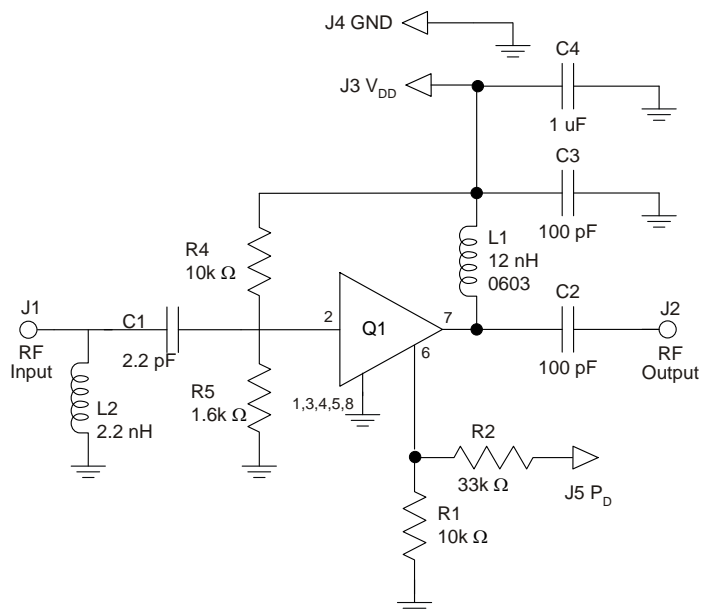 J4 GND
C4
J3 V_DD
1 uF
C3
100 pF
R4
10k Ω
L1
12 nH
0603
J1
C1
2
Q1
7
C2
J2
RF
Input
2.2 pF
6
100 pF
RF
Output
L2
2.2 nH
R5
1.6k Ω
1,3,4,5,8
R2
33k Ω
J5 P_D
R1
10k Ω